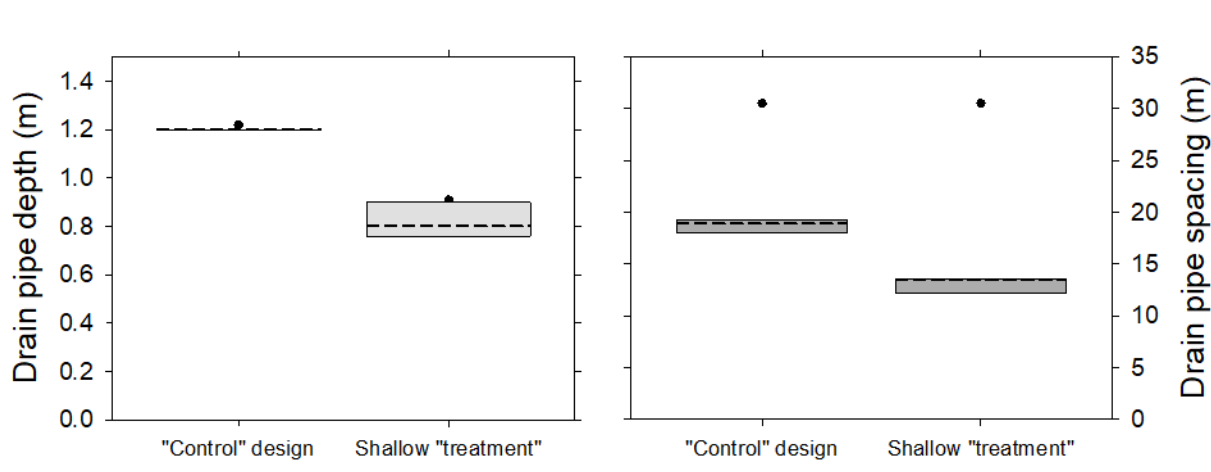 Drain pipe depth (m)
1.4
1.2
1.0
0.8
0.6
0.4
0.2
0.0
"Control" design
Shallow "treatment"
"Control" design
Shallow "treatment"
35
30
25
20
15
10
5
0
Drain pipe spacing (m)